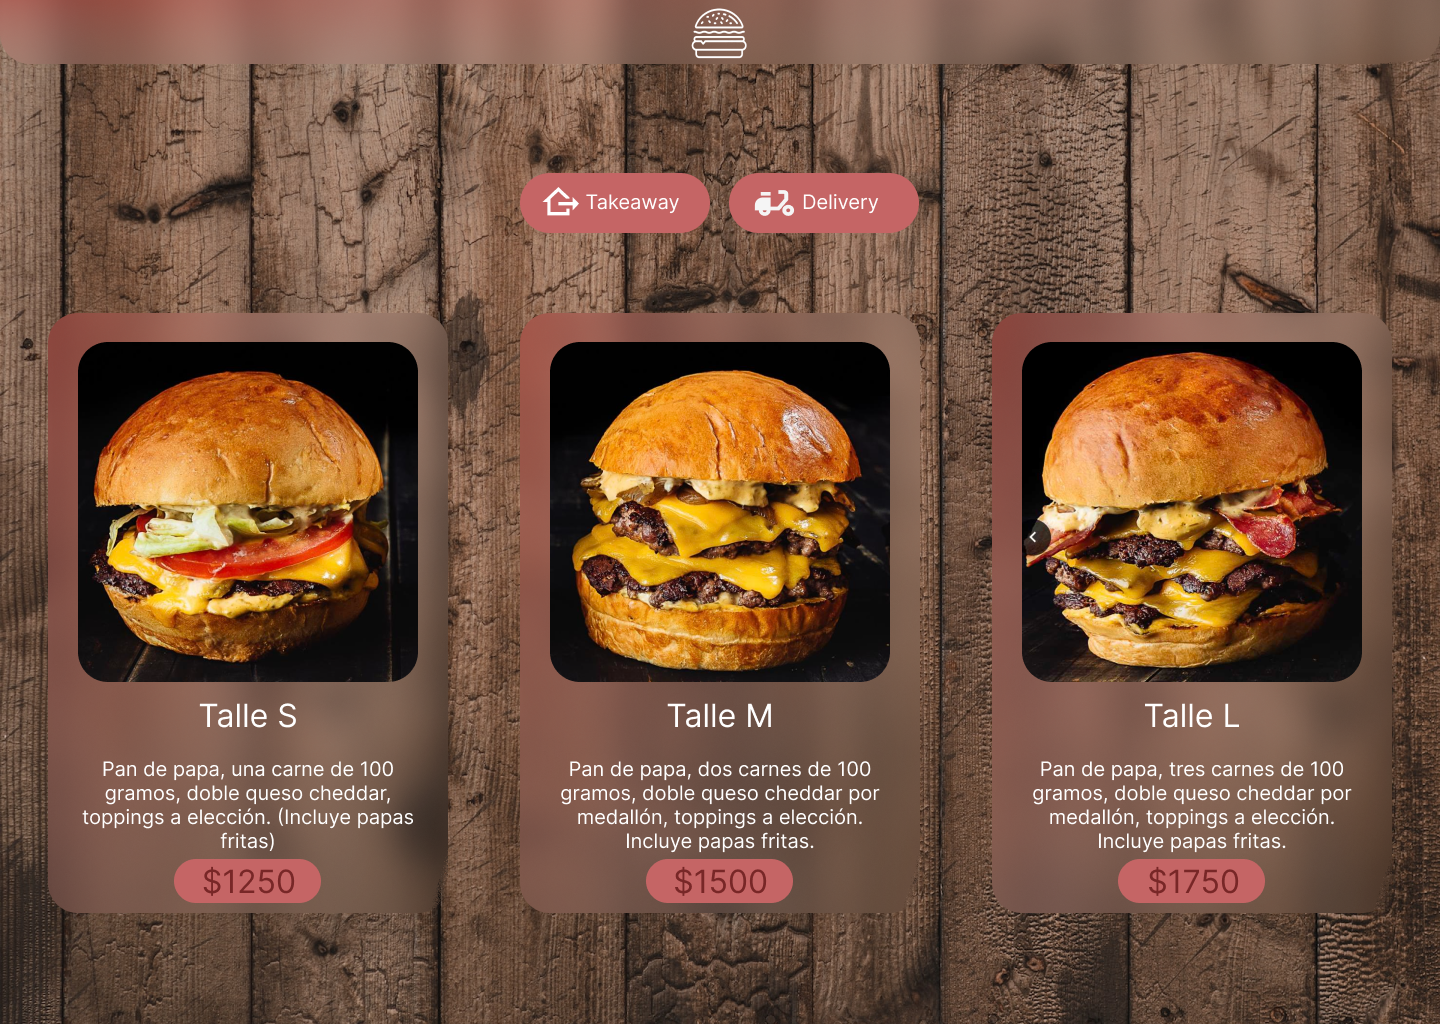 Takeaway
Delivery
Talle S
Pan de papa, una carne de 100
gramos, doble queso cheddar,
toppings a elección. (Incluye papas
fritas)
$1250
Talle M
Pan de papa, dos carnes de 100
gramos, doble queso cheddar por
medallón, toppings a elección.
Incluye papas fritas.
$1500
Talle L
Pan de papa, tres carnes de 100
gramos, doble queso cheddar por
medallón, toppings a elección.
Incluye papas fritas.
$1750